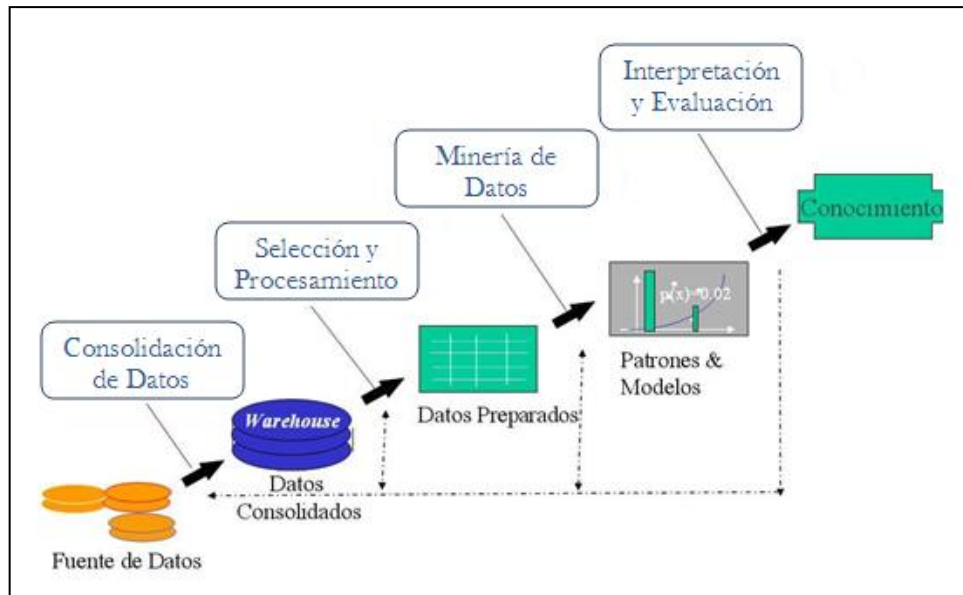 Interpretación
y Evaluación
Minería de
Datos
Conocimiento
Selección y
Procesamiento
p(x)=0.02
Consolidación
de Datos
Patrones &
Modelos
Warehouse
Datos Preparados
Datos
Consolidados
Fuente de Datos